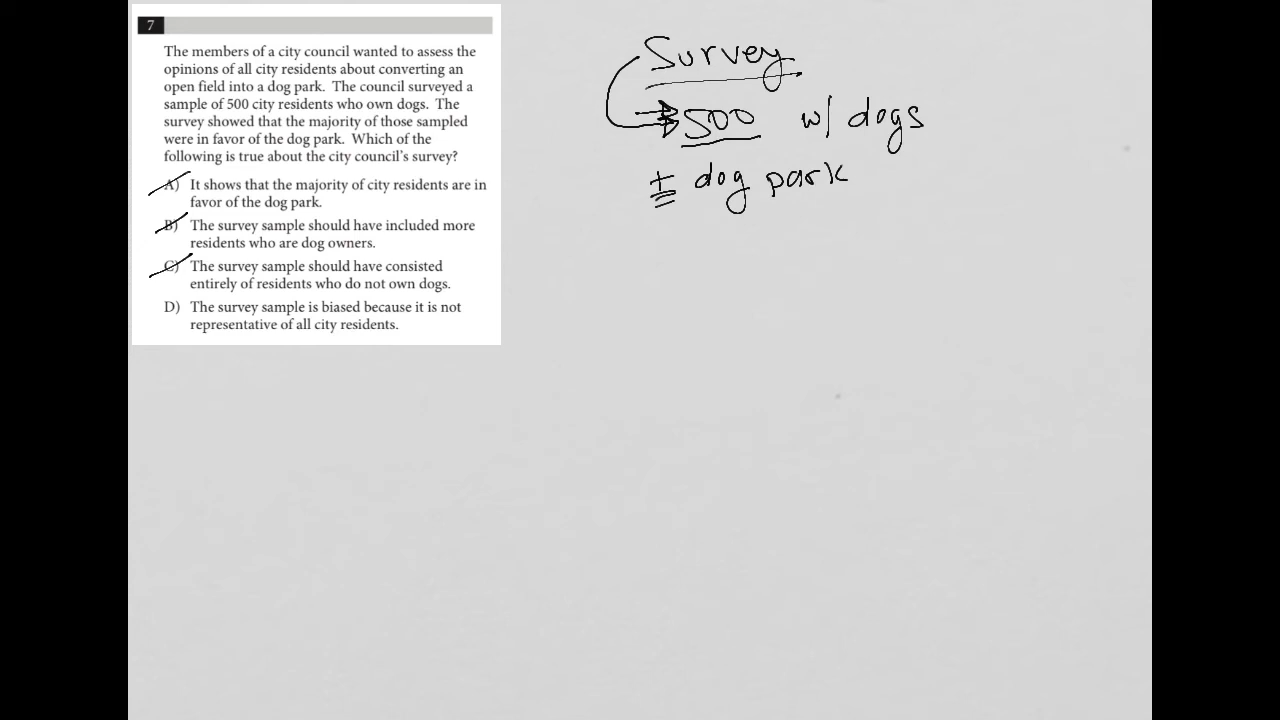 7
The members of a city council wanted to assess the
opinions of all city residents about converting an
open field into a dog park. The council surveyed a
sample of 500 city residents who own dogs. The
survey showed that the majority of those sampled
were in favor of the dog park. Which of the
following is true about the city council's survey?
A) It shows that the majority of city residents are in
favor of the dog park.
B) The survey sample should have included more
residents who are dog owners.
C) The survey sample should have consisted
entirely of residents who do not own dogs.
D) The survey sample is biased because it is not
representative of all city residents.
Survey
500 w/ dogs
+ dog park